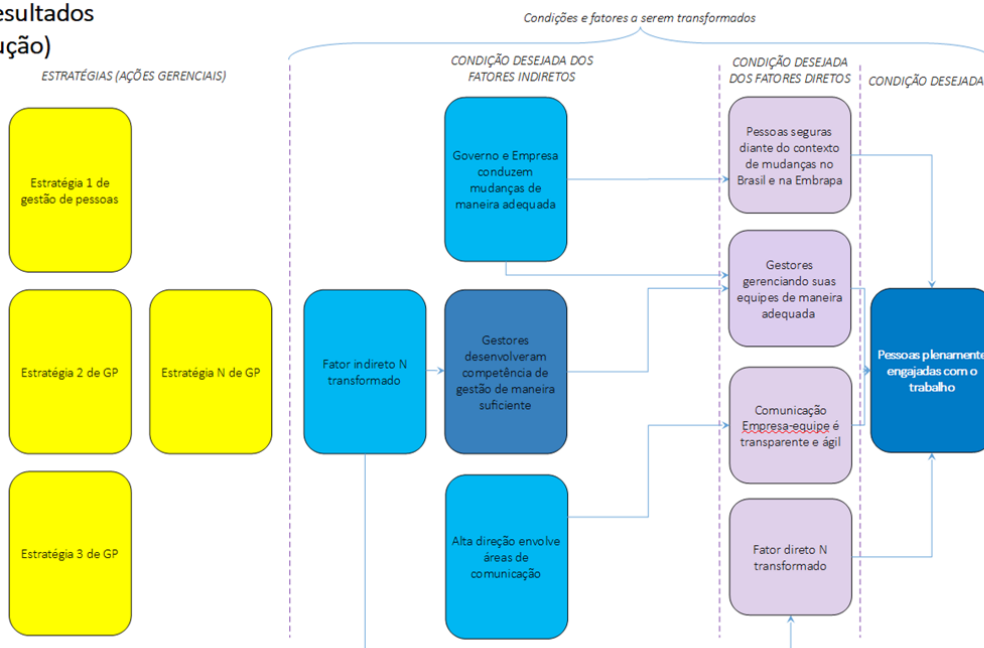 esultados
ução)
Condições e fatores a serem transformados
ESTRATÉGIAS (AÇÕES GERENCIAIS)
CONDIÇÃO DESEJADA DOS
FATORES INDIRETOS
CONDIÇÃO DESEJADA
DOS FATORES DIRETOS
CONDIÇÃO DESEJADA
Estratégia 1 de
gestão de pessoas
Governo e Empresa
conduzem
mudanças de
maneira adequada
Pessoas seguras
diante do contexto
de mudanças no
Brasil e na Embrapa
Gestores
gerenciando suas
equipes de maneira
adequada
Estratégia 2 de GP
Estratégia N de GP
Fator indireto N
transformado
Gestores
desenvolveram
competência de
gestão de maneira
suficiente
Pessoas plenamente
engajadas com o
trabalho
Comunicação
Empresa-equipe é
transparente e ágil
Estratégia 3 de GP
Alta direção envolve
áreas de
comunicação
Fator direto N
transformado